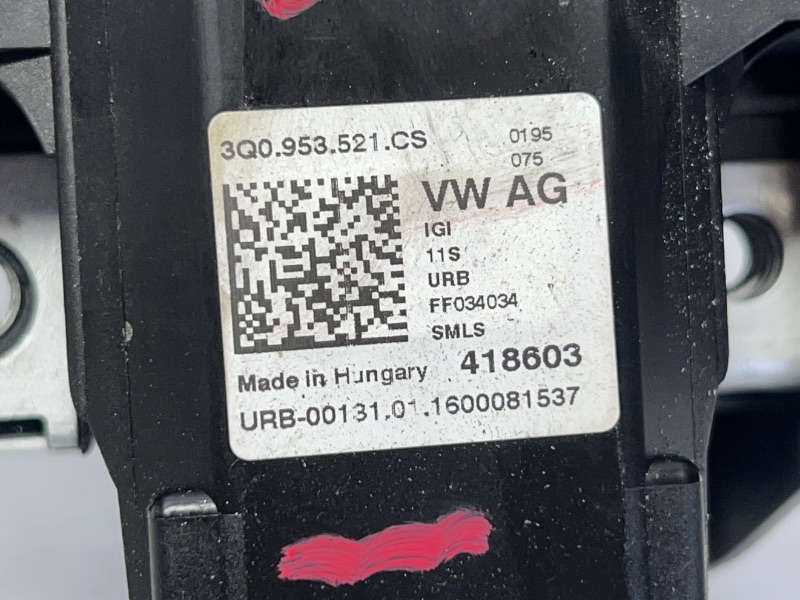 3Q0.953.521.CS
0195
075
VW AG
IGI
11S
URB
FF034034
SMLS
Made in Hungary 418603
URB-00131.01.1600081537